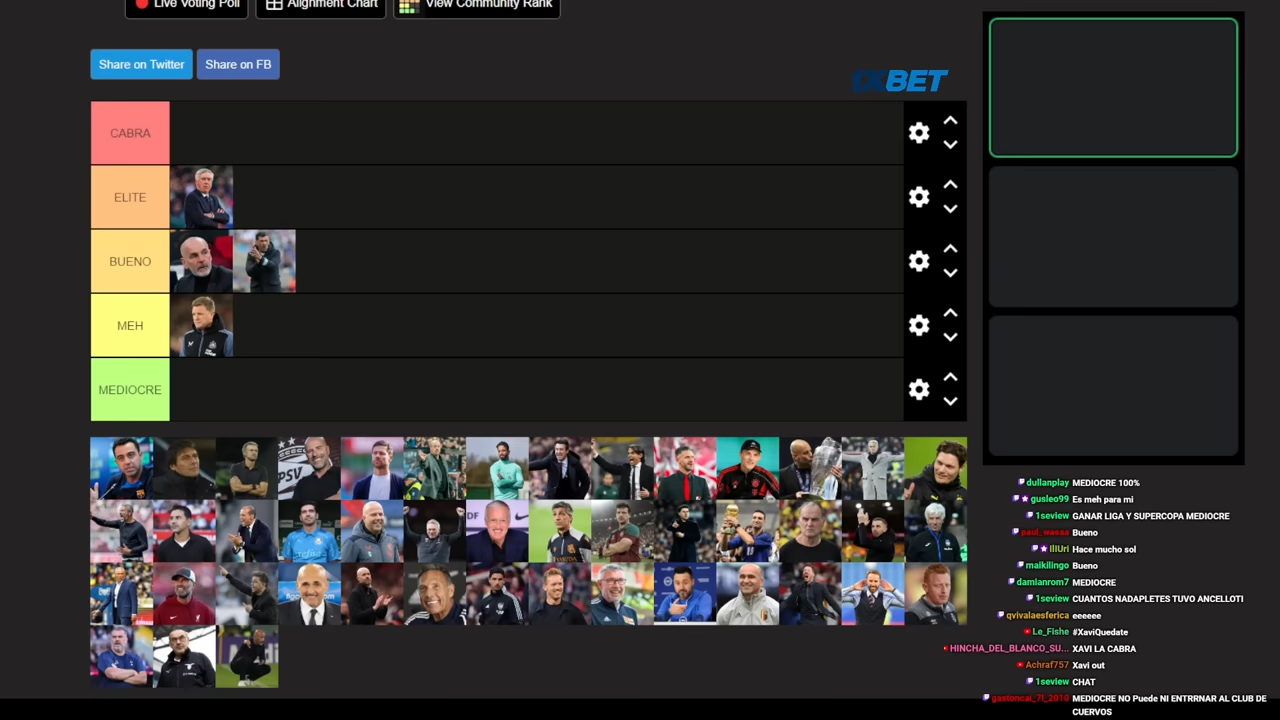 Live Voting Poll
Alignment Chart
View Community Rank
Share on Twitter
Share on FB
1XBET
CABRA
ELITE
BUENO
MEH
MEDIOCRE
PSV
dullanplay MEDIOCRE 100%
gusleo99 Es meh para mi
1seview GANAR LIGA Y SUPERCOPA MEDIOCRE
paul_wasaa Bueno
IllUri Hace mucho sol
maikilingo Bueno
damianrom7 MEDIOCRE
1seview CUANTOS NADAPLETES TUVO ANCELLOTI
qvivalaesferica eeeeee
Le_Fishe #XaviQuedate
HINCHA_DEL_BLANCO_SU... XAVI LA CABRA
Achraf757 Xavi out
1seview CHAT
gastoncai_7l_2010 MEDIOCRE NO Puede NI ENTRRNAR AL CLUB DE
CUERVOS